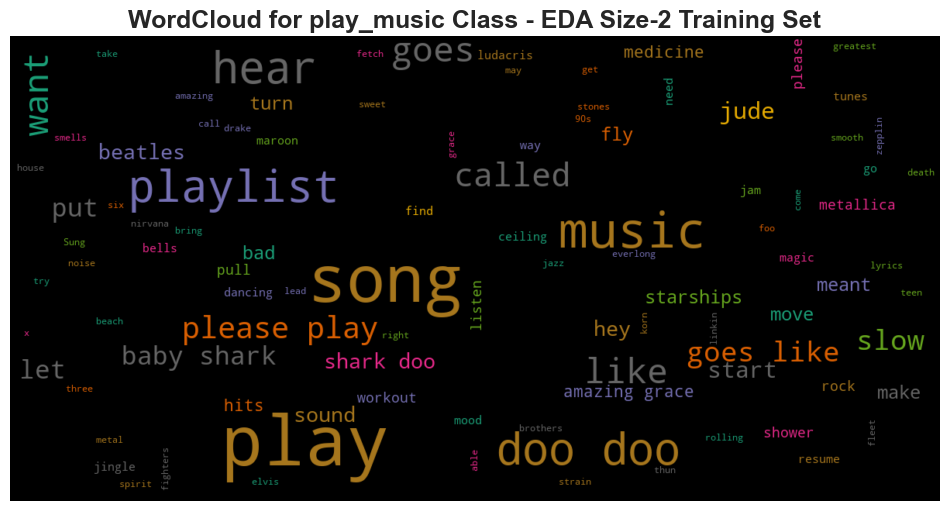 WordCloud for play_music Class - EDA Size-2 Training Set
take
fetch
goes
ludacris
medicine
please
greatest
want
hear
may
get
need
amazing
turn
sweet
stones
jude
tunes
90s
call
drake
smells
maroon
grace
way
fly
smooth
zepplin
beatles
house
playlist
called
go
death
put
six
find
jam
come
metallica
nirvana
bring
music
foo
Sung
bells
bad
ceiling
everlong
noise
pull
song
jazz
magic
lyrics
try
dancing
lead
listen
starships
meant
teen
beach
please play
right
hey
korn
linkin
move
x
baby shark
shark doo
goes like
slow
let
like
start
three
hits
workout
amazing grace
rock
make
sound
play
mood
brothers
doo doo
rolling
shower
fleet
metal
jingle
fighters
able
thun
resume
spirit
elvis
strain